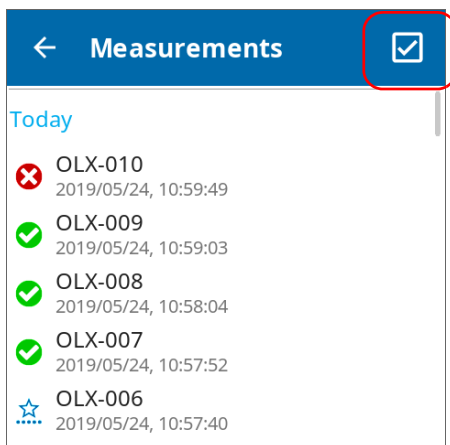 Measurements
Today
OLX-010
2019/05/24, 10:59:49
OLX-009
2019/05/24, 10:59:03
OLX-008
2019/05/24, 10:58:04
OLX-007
2019/05/24, 10:57:52
OLX-006
2019/05/24, 10:57:40